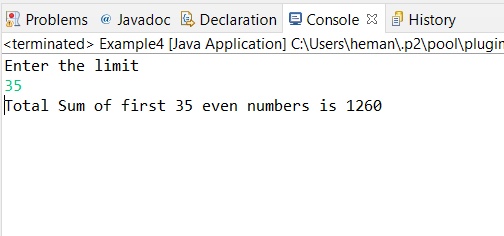 Problems @ Javadoc Declaration Console History
<terminated> Example4 [Java Application] C:\Users\heman\.p2\pool\plugin
Enter the limit
35
Total Sum of first 35 even numbers is 1260